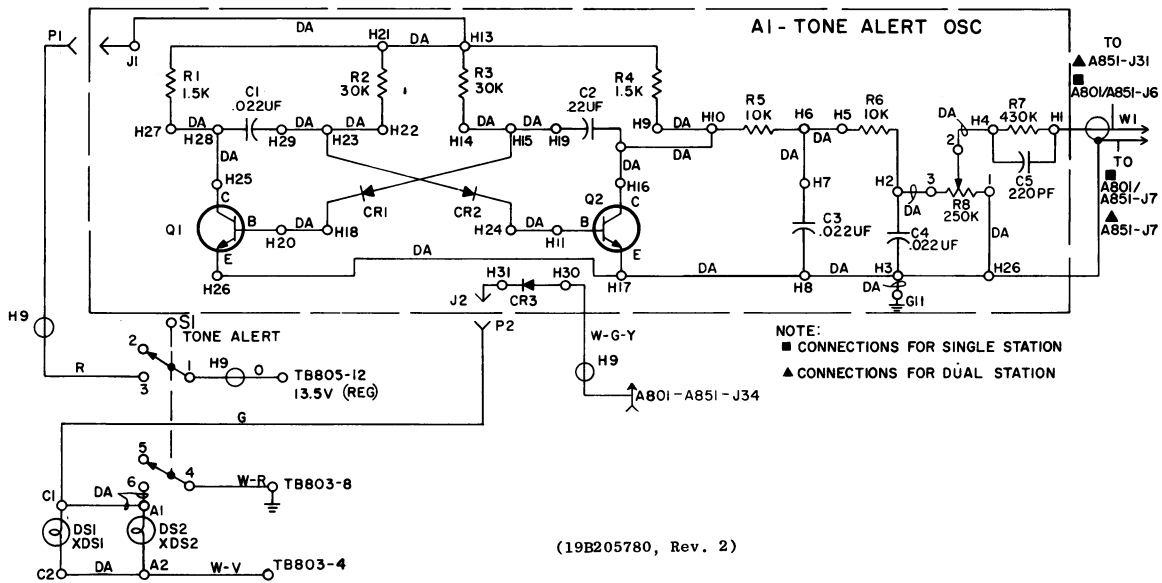 A1 - TONE ALERT OSC
P1
J1
DA
H21
DA
H13
TO
▲ A851-J31
■ A801/A851-J6
W1
R1
1.5K
C1
.022UF
R2
30K
R3
30K
C2
.22UF
R4
1.5K
R5
10K
R6
10K
R7
430K
H27
DA
H28
H29
DA
H23
DA
H22
H14
DA
H15
DA
H19
H9
DA
H10
H6
DA
H5
DA
H4
H1
2
C5
220PF
DA
DA
DA
H25
H16
H7
H2
3
1
DA
R8
250K
TO
■ A801/
A851-J7
▲ A851-J7
C
Q1
B
E
DA
H20
DA
H18
CR1
CR2
H24
DA
H11
Q2
C
B
E
C3
.022UF
C4
.022UF
DA
H26
DA
H17
DA
H8
DA
H3
DA
H26
DA
G11
J2
H31
CR3
H30
P2
W-G-Y
H9
A801-A851-J34
NOTE:
■ CONNECTIONS FOR SINGLE STATION
▲ CONNECTIONS FOR DUAL STATION
H9
S1
TONE ALERT
2
3
1
R
H9
O
TB805-12
13.5V (REG)
G
5
6
4
W-R
TB803-8
C1
DA
A1
DS1
XDS1
DS2
XDS2
C2
DA
A2
W-V
TB803-4
(19B205780, Rev. 2)